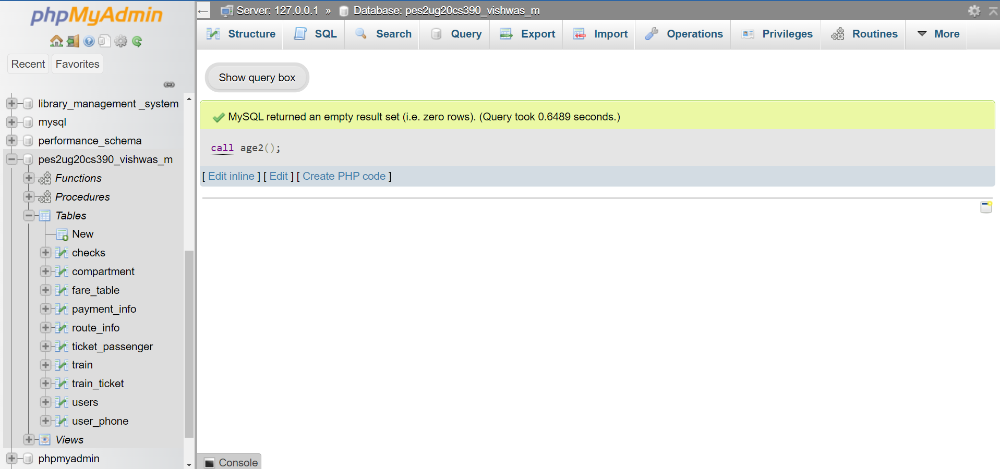 phpMyAdmin
Recent
Favorites
library_management _system
mysql
performance_schema
pes2ug20cs390_vishwas_m
Functions
Procedures
Tables
New
checks
compartment
fare_table
payment_info
route_info
ticket_passenger
train
train_ticket
users
user_phone
Views
phpmyadmin
← Server: 127.0.0.1 » Database: pes2ug20cs390_vishwas_m
Structure SQL Search Query Export Import Operations Privileges Routines More
Show query box
MySQL returned an empty result set (i.e. zero rows). (Query took 0.6489 seconds.)
call age2();
[ Edit inline ] [ Edit ] [ Create PHP code ]
Console